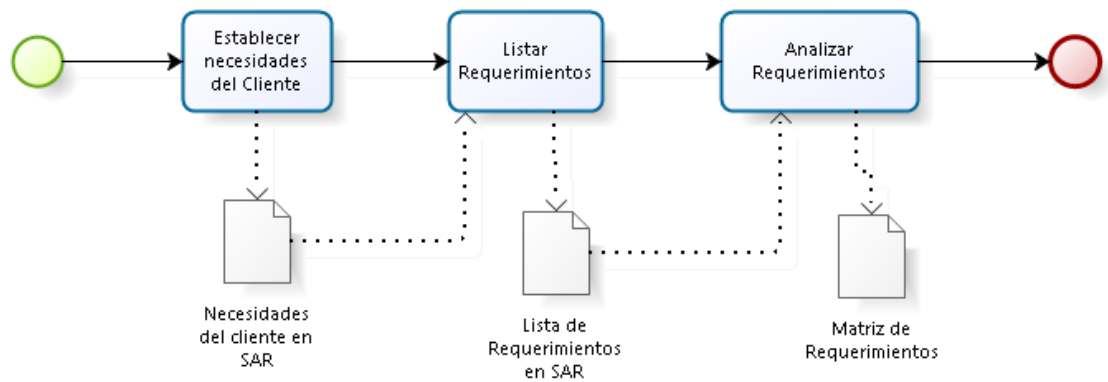 Establecer
necesidades
del Cliente
Listar
Requerimientos
Analizar
Requerimientos
Necesidades
del cliente en
SAR
Lista de
Requerimientos
en SAR
Matriz de
Requerimientos